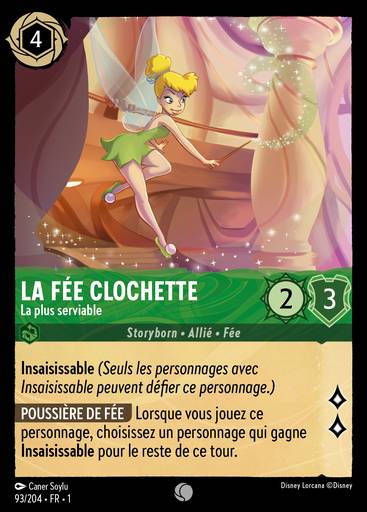 4
LA FÉE CLOCHETTE
La plus serviable
2
3
Storyborn • Allié • Fée
Insaisissable (Seuls les personnages avec
Insaisissable peuvent défier ce personnage.)
POUSSIÈRE DE FÉE Lorsque vous jouez ce
personnage, choisissez un personnage qui gagne
Insaisissable pour le reste de ce tour.
Caner Soylu
93/204 • FR • 1
Disney Lorcana ©Disney